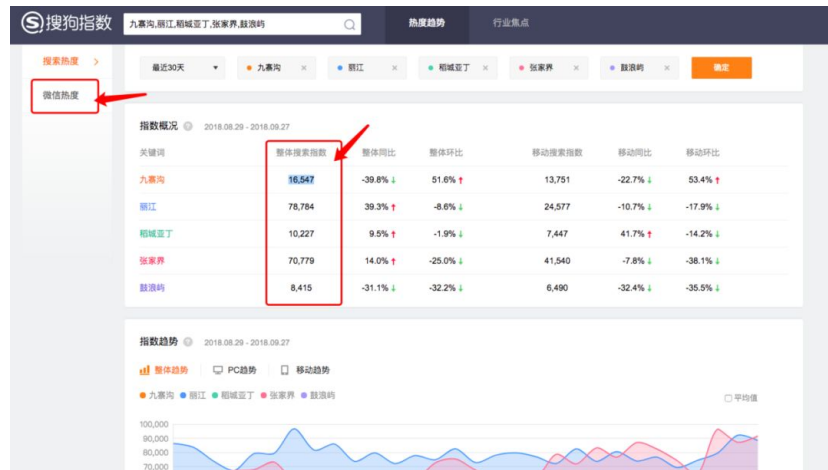 搜狗指数 九寨沟,丽江,稻城亚丁,张家界,鼓浪屿 热度趋势 行业焦点
搜索热度 >
微信热度
最近30天 ▼ 九寨沟 × 丽江 × 稻城亚丁 × 张家界 × 鼓浪屿 × 确定
指数概况 2018.08.29 - 2018.09.27
关键词 整体搜索指数 整体同比 整体环比 移动搜索指数 移动同比 移动环比
九寨沟 16,547 -39.8% ↓ 51.6% ↑ 13,751 -22.7% ↓ 53.4% ↑
丽江 78,784 39.3% ↑ -8.6% ↓ 24,577 -10.7% ↓ -17.9% ↓
稻城亚丁 10,227 9.5% ↑ -1.9% ↓ 7,447 41.7% ↑ -14.2% ↓
张家界 70,779 14.0% ↑ -25.0% ↓ 41,540 -7.8% ↓ -38.1% ↓
鼓浪屿 8,415 -31.1% ↓ -32.2% ↓ 6,490 -32.4% ↓ -35.5% ↓
指数趋势 2018.08.29 - 2018.09.27
整体趋势 PC趋势 移动趋势
九寨沟 丽江 稻城亚丁 张家界 鼓浪屿 平均值
100,000
90,000
80,000
70,000